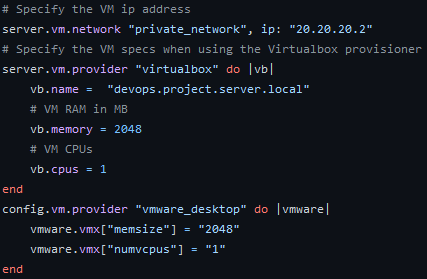 # Specify the VM ip address
server.vm.network "private_network", ip: "20.20.20.2"
# Specify the VM specs when using the Virtualbox provisioner
server.vm.provider "virtualbox" do |vb|
    vb.name =  "devops.project.server.local"
    # VM RAM in MB
    vb.memory = 2048
    # VM CPUs
    vb.cpus = 1
end
config.vm.provider "vmware_desktop" do |vmware|
    vmware.vmx["memsize"] = "2048"
    vmware.vmx["numvcpus"] = "1"
end